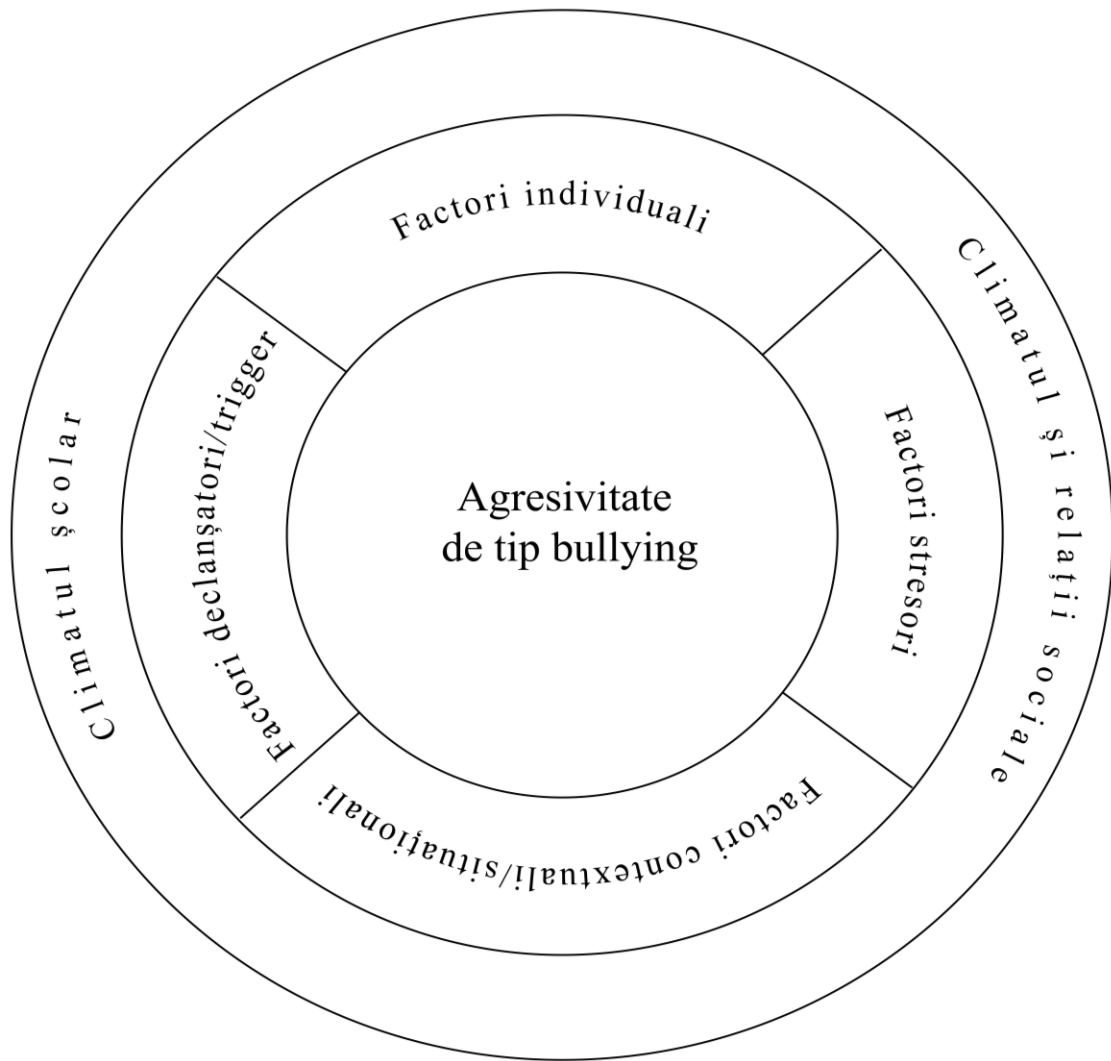 Factori individuali
Climatul și relații sociale
Factori stresori
Factori contextuali/situaționali
Factori declanșatori/trigger
Climatul școlar
Agresivitate
de tip bullying